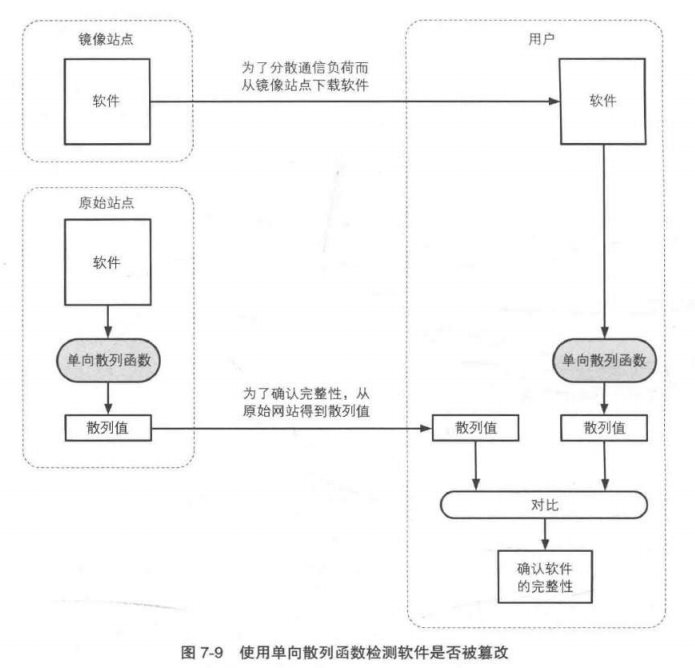 镜像站点
用户
软件
为了分散通信负荷而
从镜像站点下载软件
软件
原始站点
软件
单向散列函数
单向散列函数
散列值
为了确认完整性，从
原始网站得到散列值
散列值
散列值
对比
确认软件
的完整性
图 7-9 使用单向散列函数检测软件是否被篡改